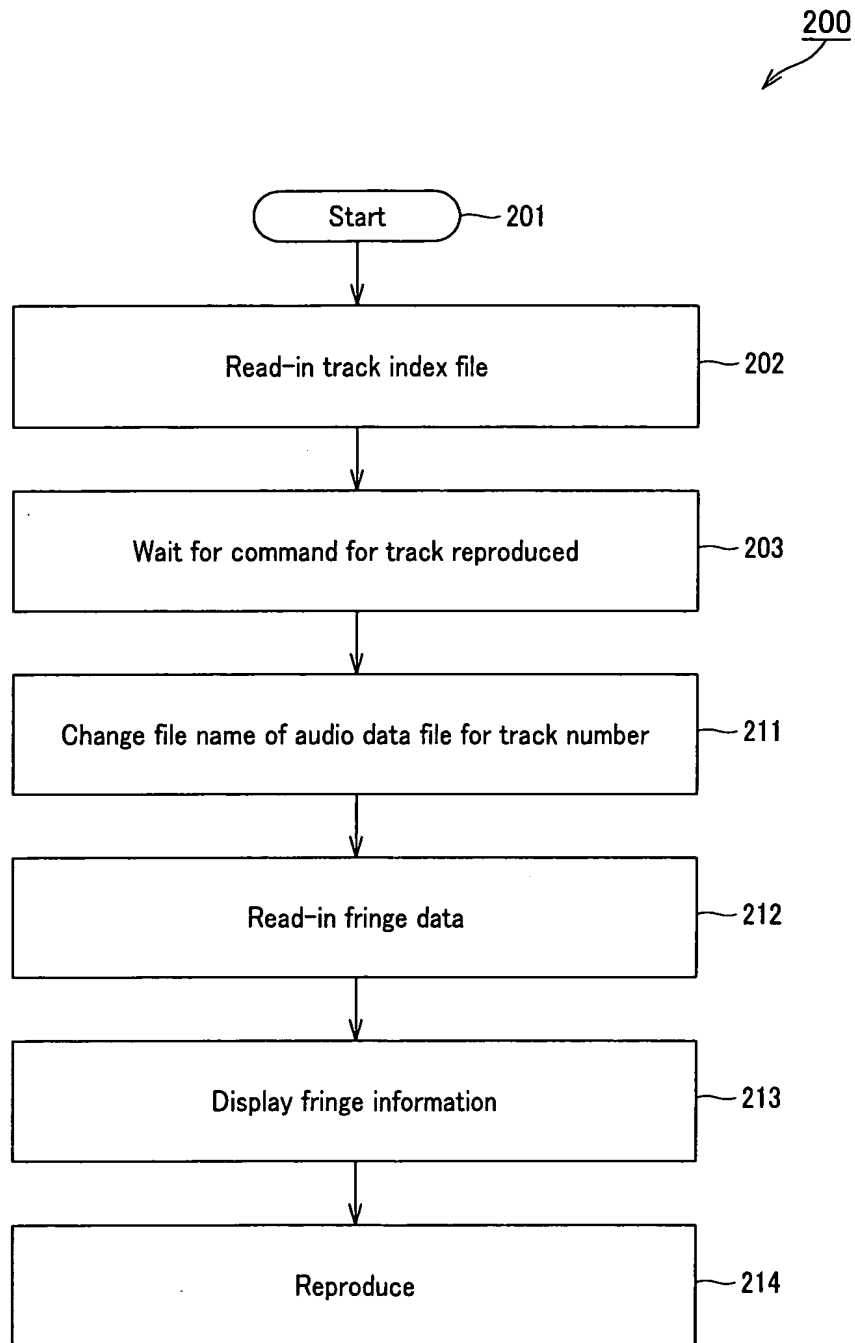 200
Start 201
Read-in track index file 202
Wait for command for track reproduced 203
Change file name of audio data file for track number 211
Read-in fringe data 212
Display fringe information 213
Reproduce 214